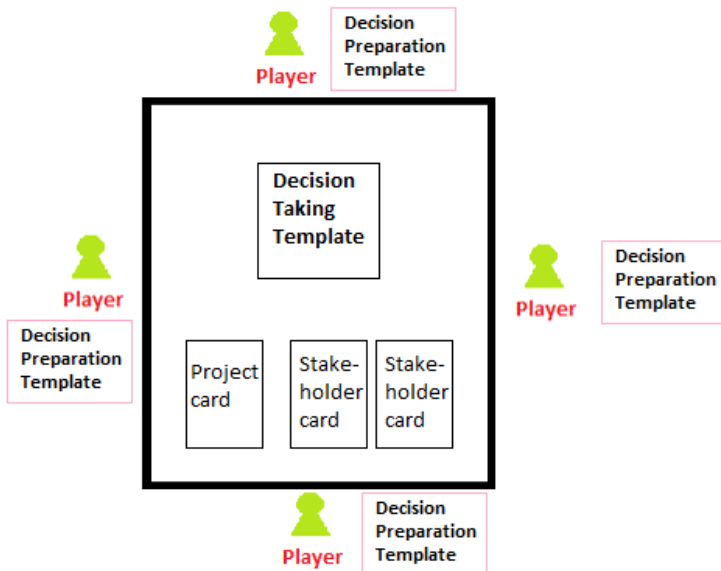 Decision
Preparation
Template
Player
Decision
Taking
Template
Player
Decision
Preparation
Template
Player
Decision
Preparation
Template
Project
card
Stake-
holder
card
Stake-
holder
card
Player
Decision
Preparation
Template